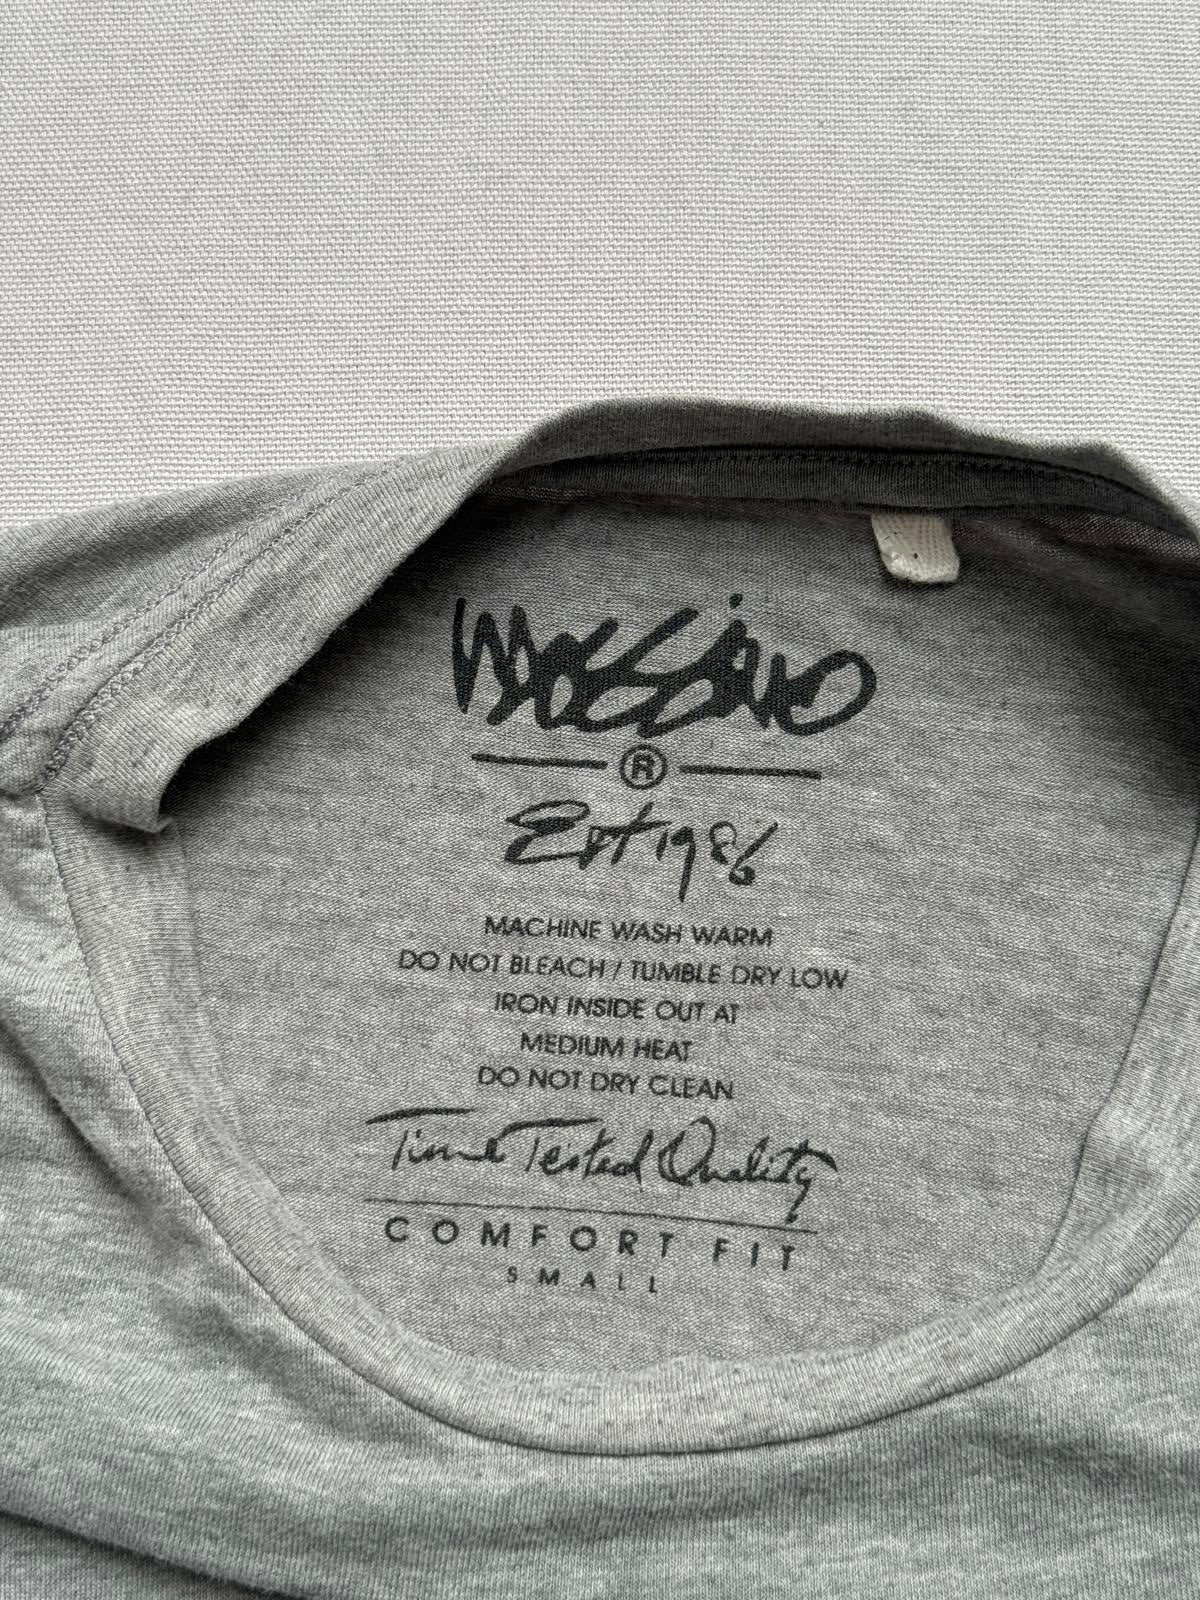 Mossimo
®
Est 1986
MACHINE WASH WARM
DO NOT BLEACH / TUMBLE DRY LOW
IRON INSIDE OUT AT
MEDIUM HEAT
DO NOT DRY CLEAN
Time Tested Quality
COMFORT FIT
SMALL